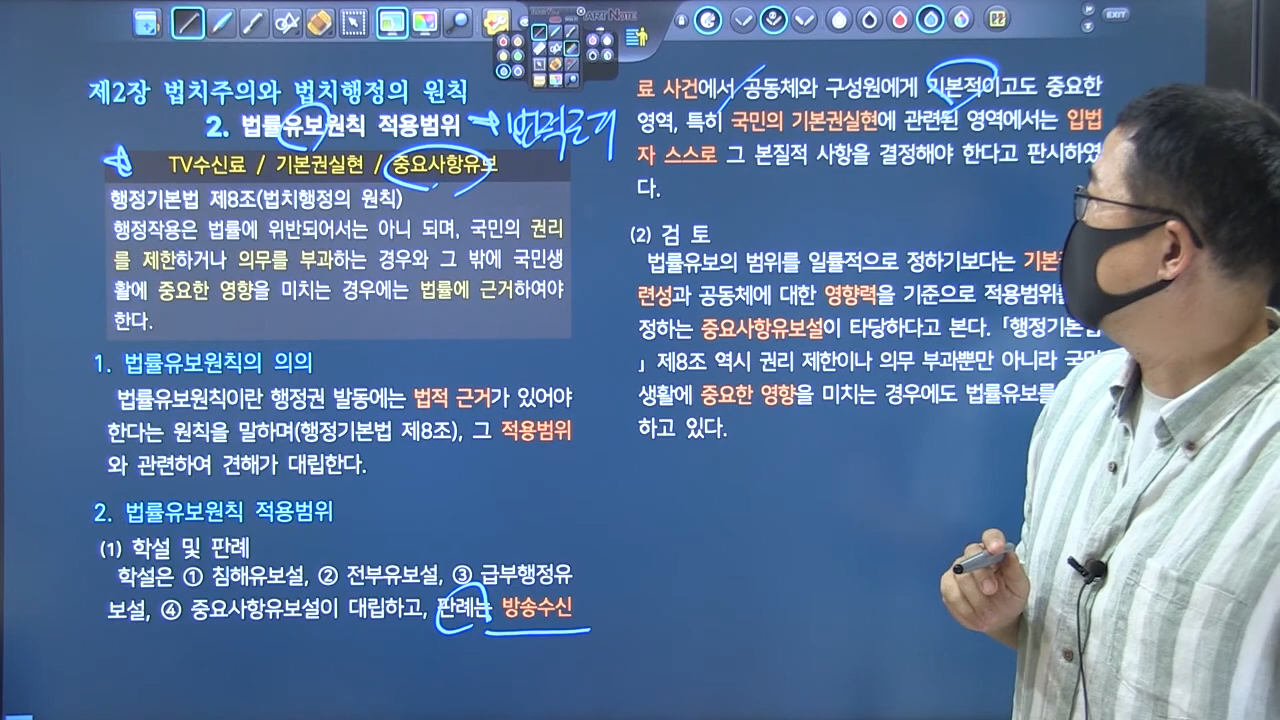 ART NOTE
EXIT
제2장 법치주의와 법치행정의 원칙
2. 법률유보원칙 적용범위 → 법적근거
TV수신료 / 기본권실현 / 중요사항유보
행정기본법 제8조(법치행정의 원칙)
행정작용은 법률에 위반되어서는 아니 되며, 국민의 권리
를 제한하거나 의무를 부과하는 경우와 그 밖에 국민생
활에 중요한 영향을 미치는 경우에는 법률에 근거하여야
한다.
1. 법률유보원칙의 의의
법률유보원칙이란 행정권 발동에는 법적 근거가 있어야
한다는 원칙을 말하며(행정기본법 제8조), 그 적용범위
와 관련하여 견해가 대립한다.
2. 법률유보원칙 적용범위
(1) 학설 및 판례
학설은 ① 침해유보설, ② 전부유보설, ③ 급부행정유
보설, ④ 중요사항유보설이 대립하고, 판례는 방송수신
료 사건에서 공동체와 구성원에게 기본적이고도 중요한
영역, 특히 국민의 기본권실현에 관련된 영역에서는 입법
자 스스로 그 본질적 사항을 결정해야 한다고 판시하였
다.
(2) 검 토
법률유보의 범위를 일률적으로 정하기보다는 기본
련성과 공동체에 대한 영향력을 기준으로 적용범위
정하는 중요사항유보설이 타당하다고 본다. 「행정기본법
」 제8조 역시 권리 제한이나 의무 부과뿐만 아니라 국민
생활에 중요한 영향을 미치는 경우에도 법률유보를
하고 있다.